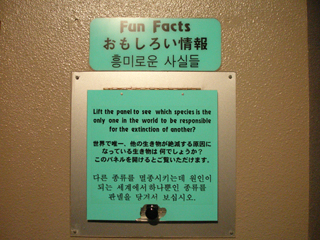 Fun Facts
おもしろい情報
흥미로운 사실들
Lift the panel to see which species is the
only one in the world to be responsible
for the extinction of another?
世界で唯一、他の生き物が絶滅する原因に
なっている生き物は何でしょうか？
このパネルを開けるとご覧いただけます。
다른 종류를 멸종시키는데 원인이
되는 세계에서 하나뿐인 종류를
판넬을 당겨서 보십시오.